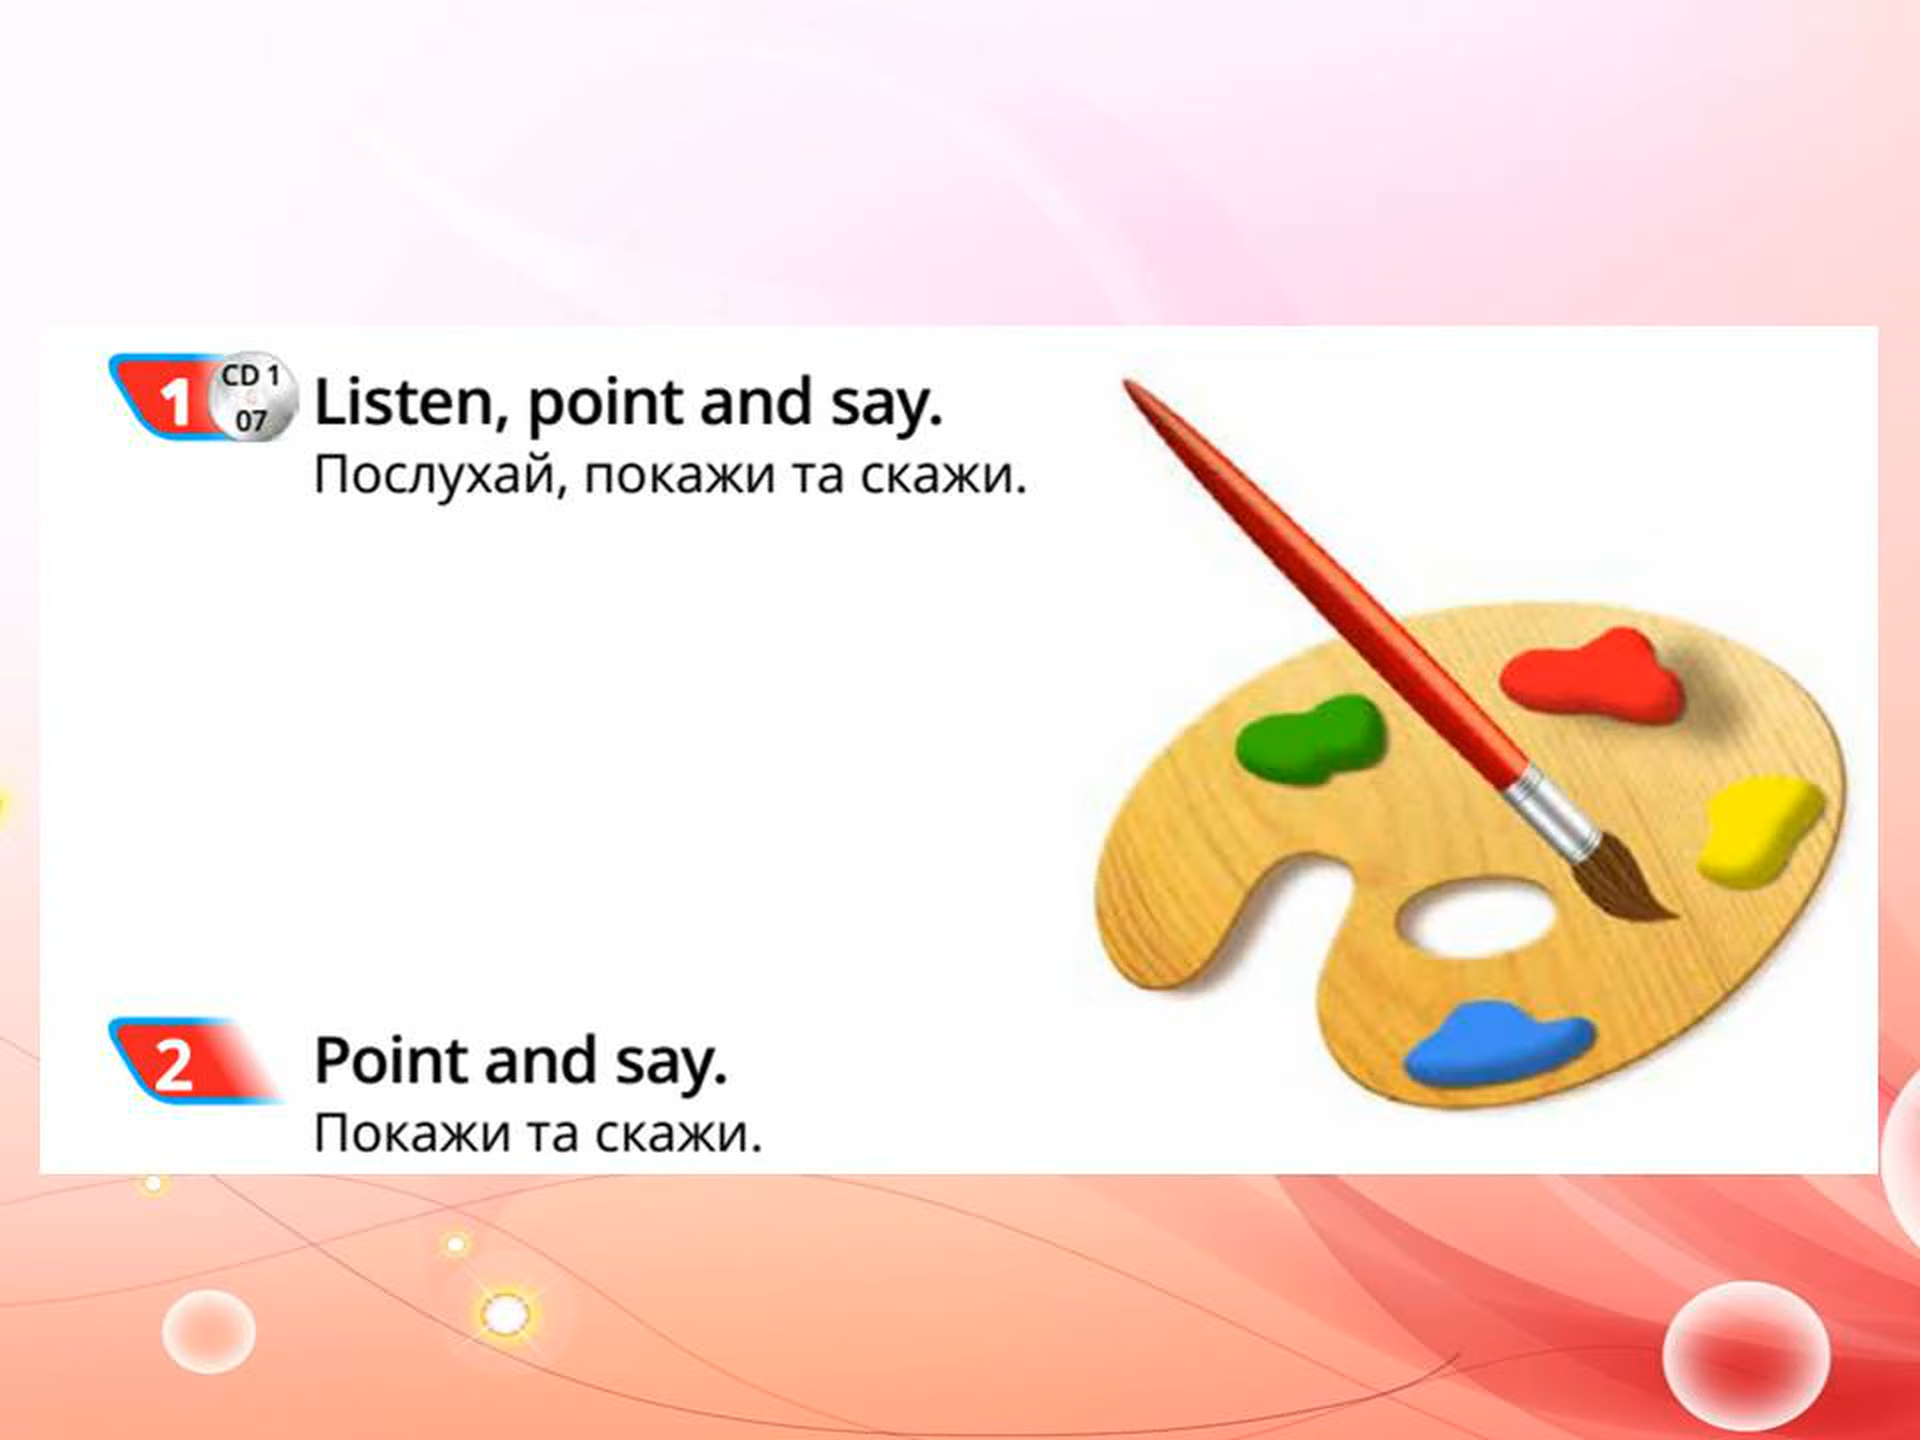 1 CD 1 07 Listen, point and say.
Послухай, покажи та скажи.
2 Point and say.
Покажи та скажи.